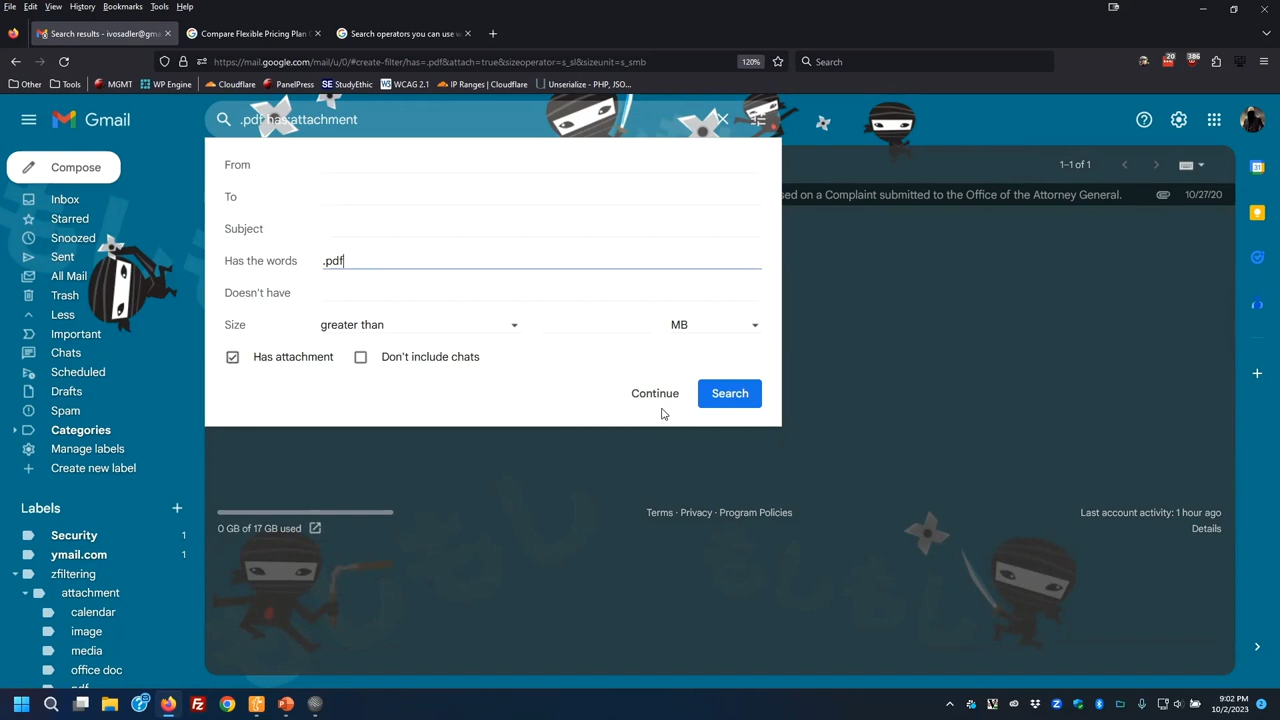 File Edit View History Bookmarks Tools Help
Search results - ivosadler@gma
Compare Flexible Pricing Plan
Search operators you can use w
https://mail.google.com/mail/u/0/#create-filter/has=.pdf&attach=true&sizeoperator=s_sl&sizeunit=s_smb
120%
Search
Other Tools MGMT WP Engine Cloudflare PanelPress StudyEthic WCAG 2.1 IP Ranges | Cloudflare Unserialize - PHP, JSO...
Gmail
.pdf has:attachment
Compose
1–1 of 1
Inbox
Starred
Snoozed
Sent
All Mail
Trash
Less
Important
Chats
Scheduled
Drafts
Spam
Categories
Manage labels
Create new label
Labels
Security 1
ymail.com 1
zfiltering
attachment
calendar
image
media
office doc
pdf
From
To
Subject
Has the words .pdf
Doesn't have
Size greater than MB
Has attachment Don't include chats
Continue Search
sed on a Complaint submitted to the Office of the Attorney General. 10/27/20
0 GB of 17 GB used
Terms · Privacy · Program Policies
Last account activity: 1 hour ago
Details
9:02 PM
10/2/2023